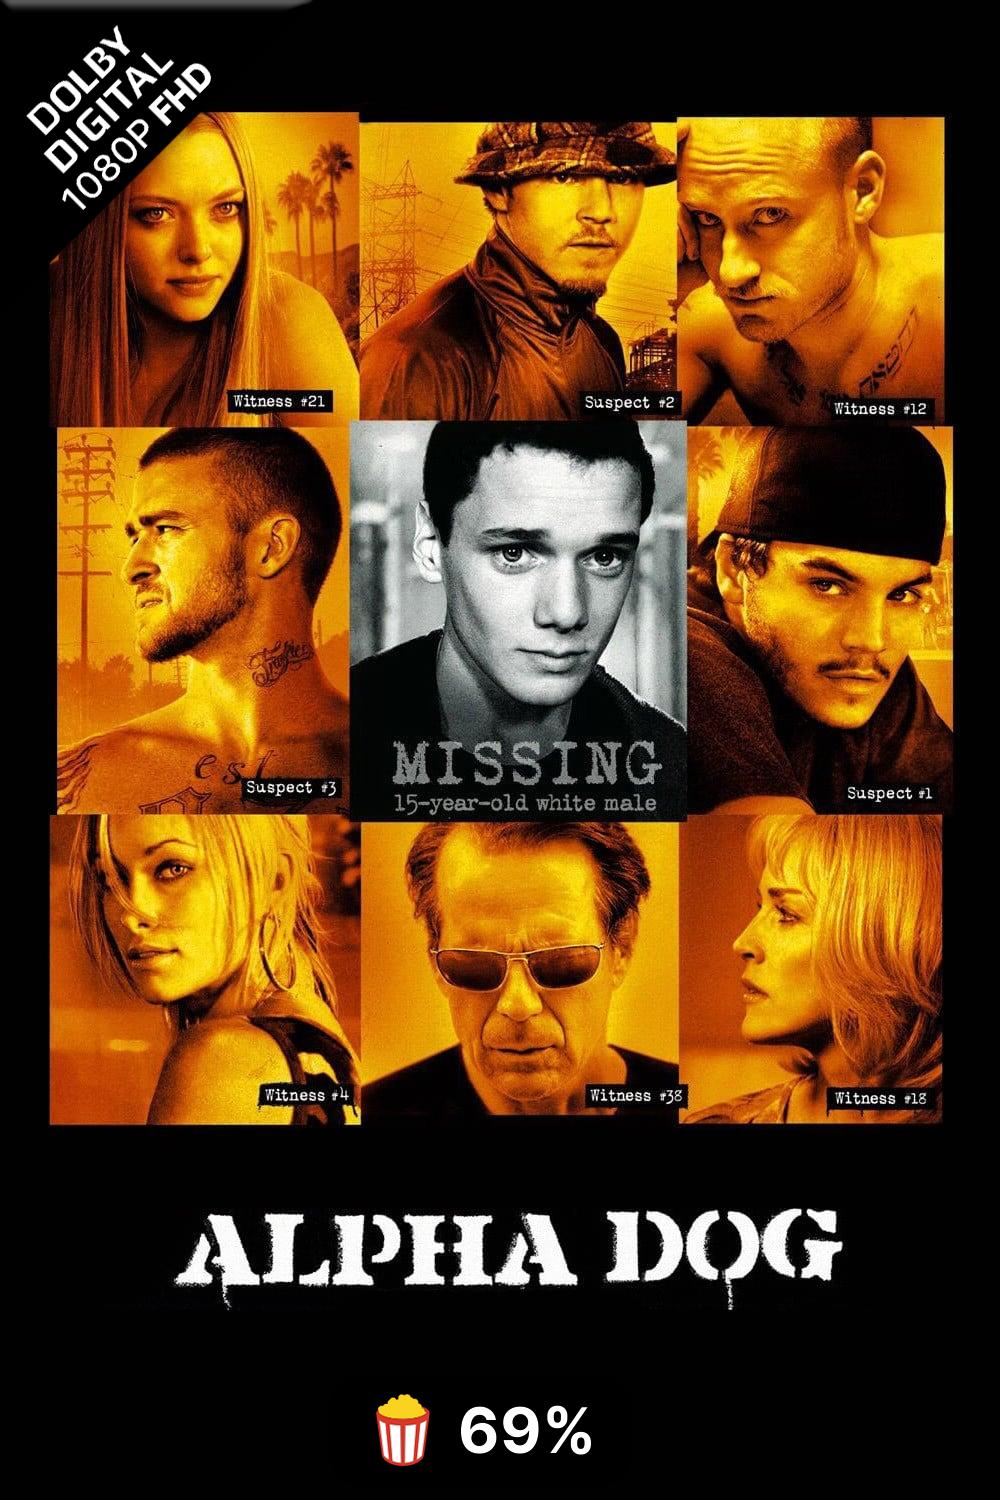 DOLBY
DIGITAL
1080P FHD
Witness #21
Suspect #2
Witness #12
Suspect #3
MISSING
15-year-old white male
Suspect #1
Witness #4
Witness #38
Witness #18
ALPHA DOG
69%